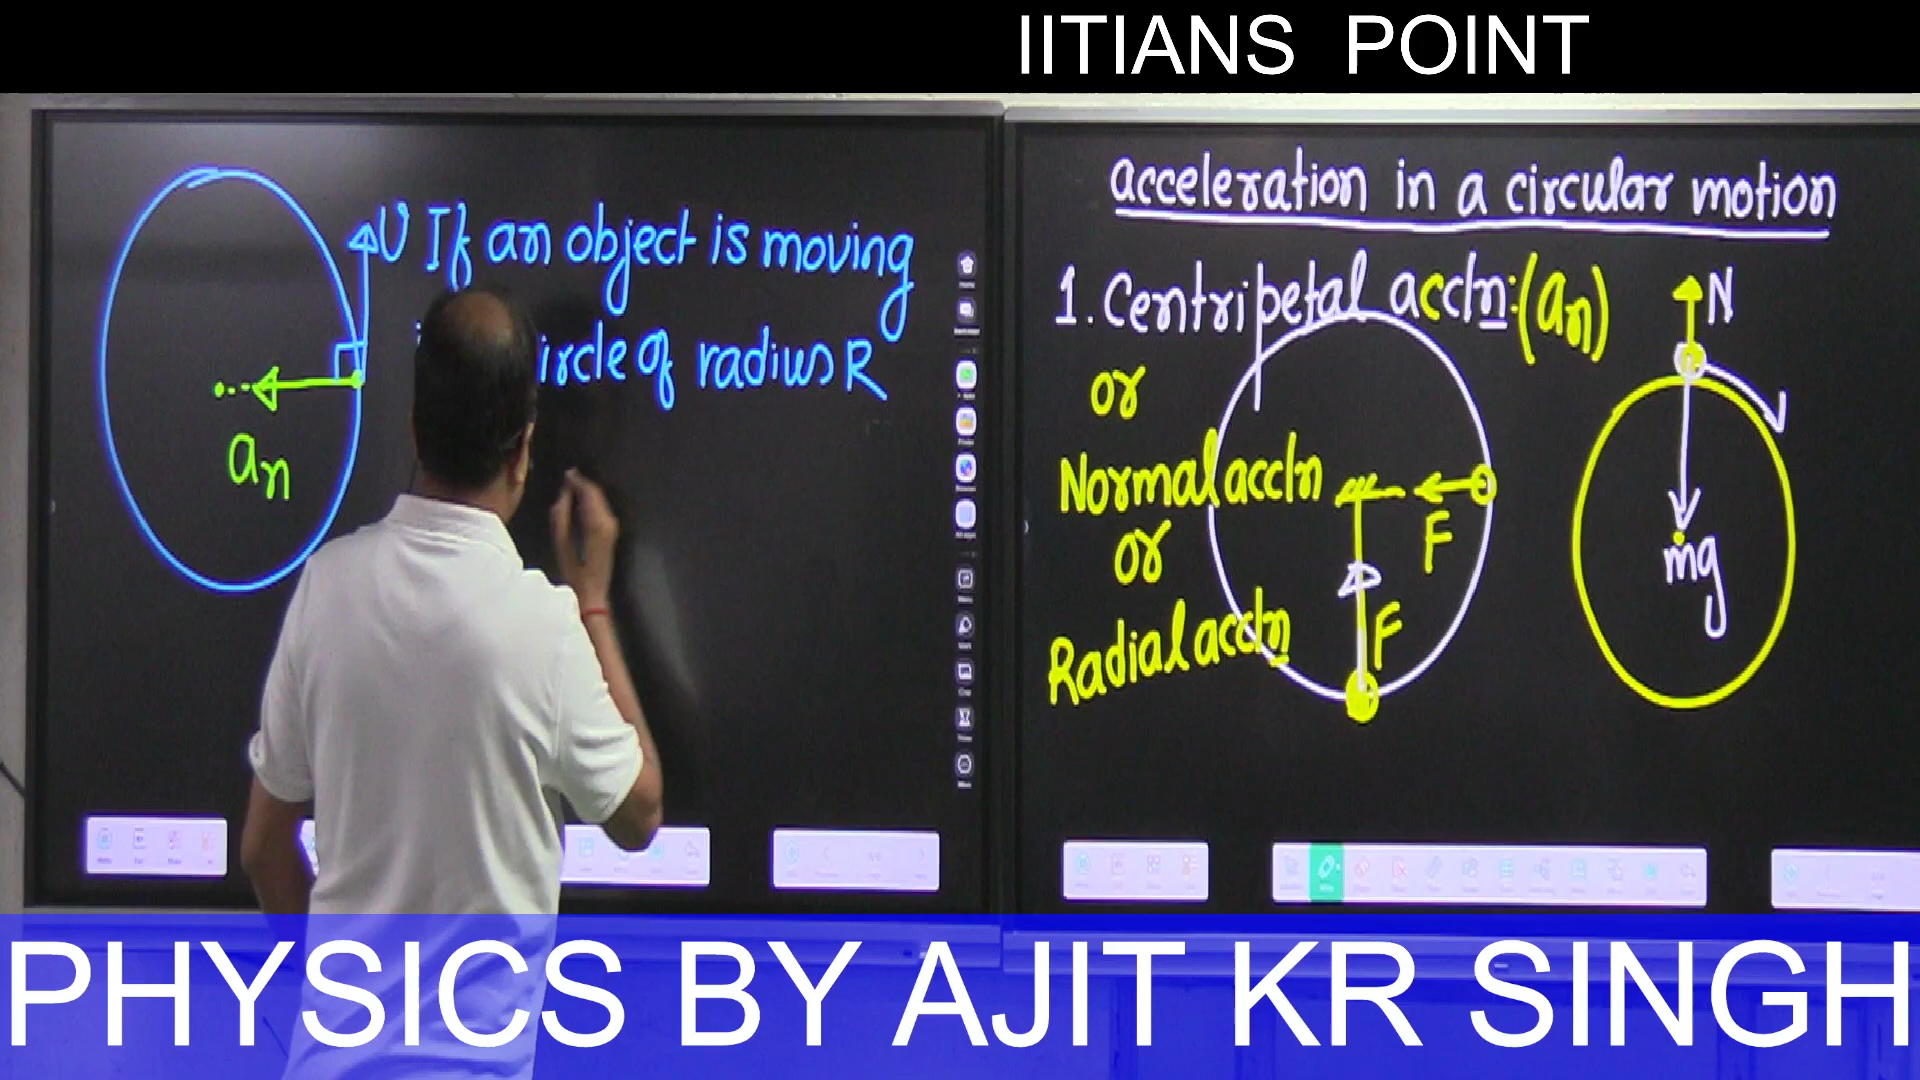 IITIANS POINT
υ If an object is moving
ircle of radius R
an
acceleration in a circular motion
1. Centripetal accln:(an)
or
Normal accln
or
Radial accln
F
F
N
mg
PHYSICS BY AJIT KR SINGH